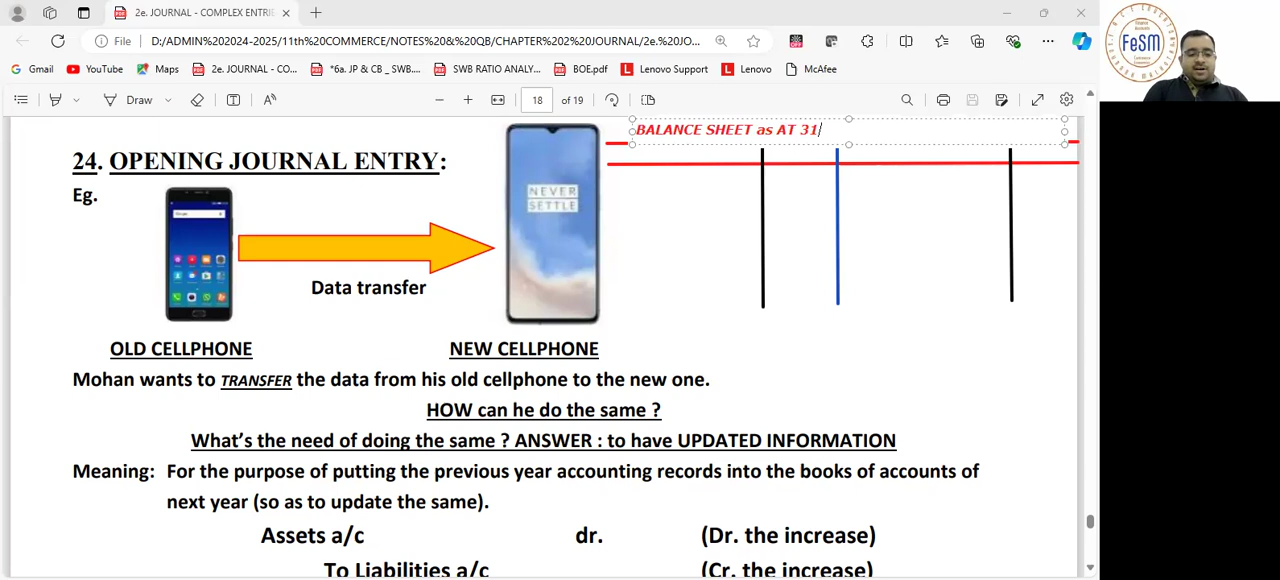 2e. JOURNAL - COMPLEX ENTRIE
File
D:/ADMIN%202024-2025/11th%20COMMERCE/NOTES%20MQB/CHAPTER%202%20JOURNAL/2e.%20JO...
Gmail YouTube Maps 2e. JOURNAL - CO... *6a. JP & CB _ SWB.... SWB RATIO ANALY... BOE.pdf Lenovo Support Lenovo McAfee
Draw 18 of 19
FeSM
BALANCE SHEET as AT 31/
24. OPENING JOURNAL ENTRY:
Eg.
NEVER
SETTLE
Data transfer
OLD CELLPHONE NEW CELLPHONE
Mohan wants to TRANSFER the data from his old cellphone to the new one.
HOW can he do the same ?
What's the need of doing the same ? ANSWER : to have UPDATED INFORMATION
Meaning: For the purpose of putting the previous year accounting records into the books of accounts of
next year (so as to update the same).
Assets a/c dr. (Dr. the increase)
To Liabilities a/c (Cr. the increase)